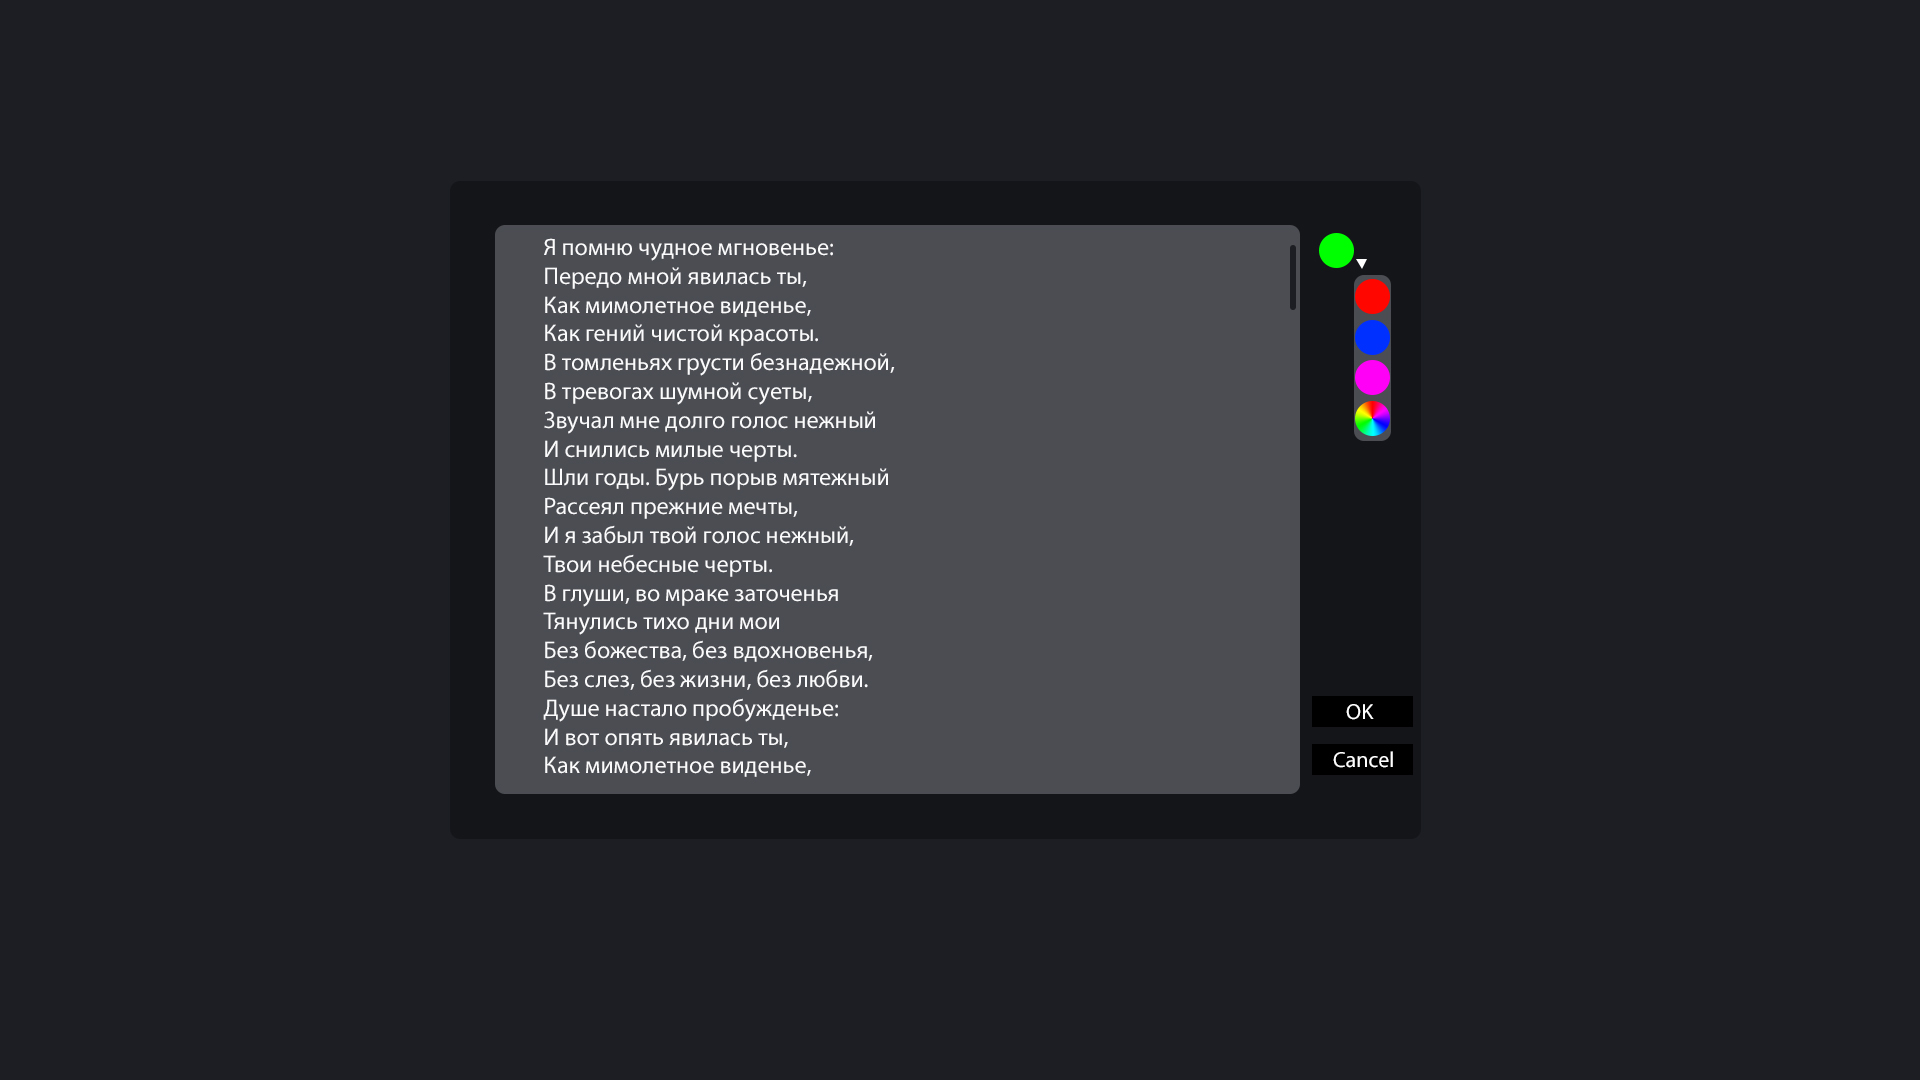 Я помню чудное мгновенье:
Передо мной явилась ты,
Как мимолетное виденье,
Как гений чистой красоты.
В томленьях грусти безнадежной,
В тревогах шумной суеты,
Звучал мне долго голос нежный
И снились милые черты.
Шли годы. Бурь порыв мятежный
Рассеял прежние мечты,
И я забыл твой голос нежный,
Твои небесные черты.
В глуши, во мраке заточенья
Тянулись тихо дни мои
Без божества, без вдохновенья,
Без слез, без жизни, без любви.
Душе настало пробужденье:
И вот опять явилась ты,
Как мимолетное виденье,
OK
Cancel